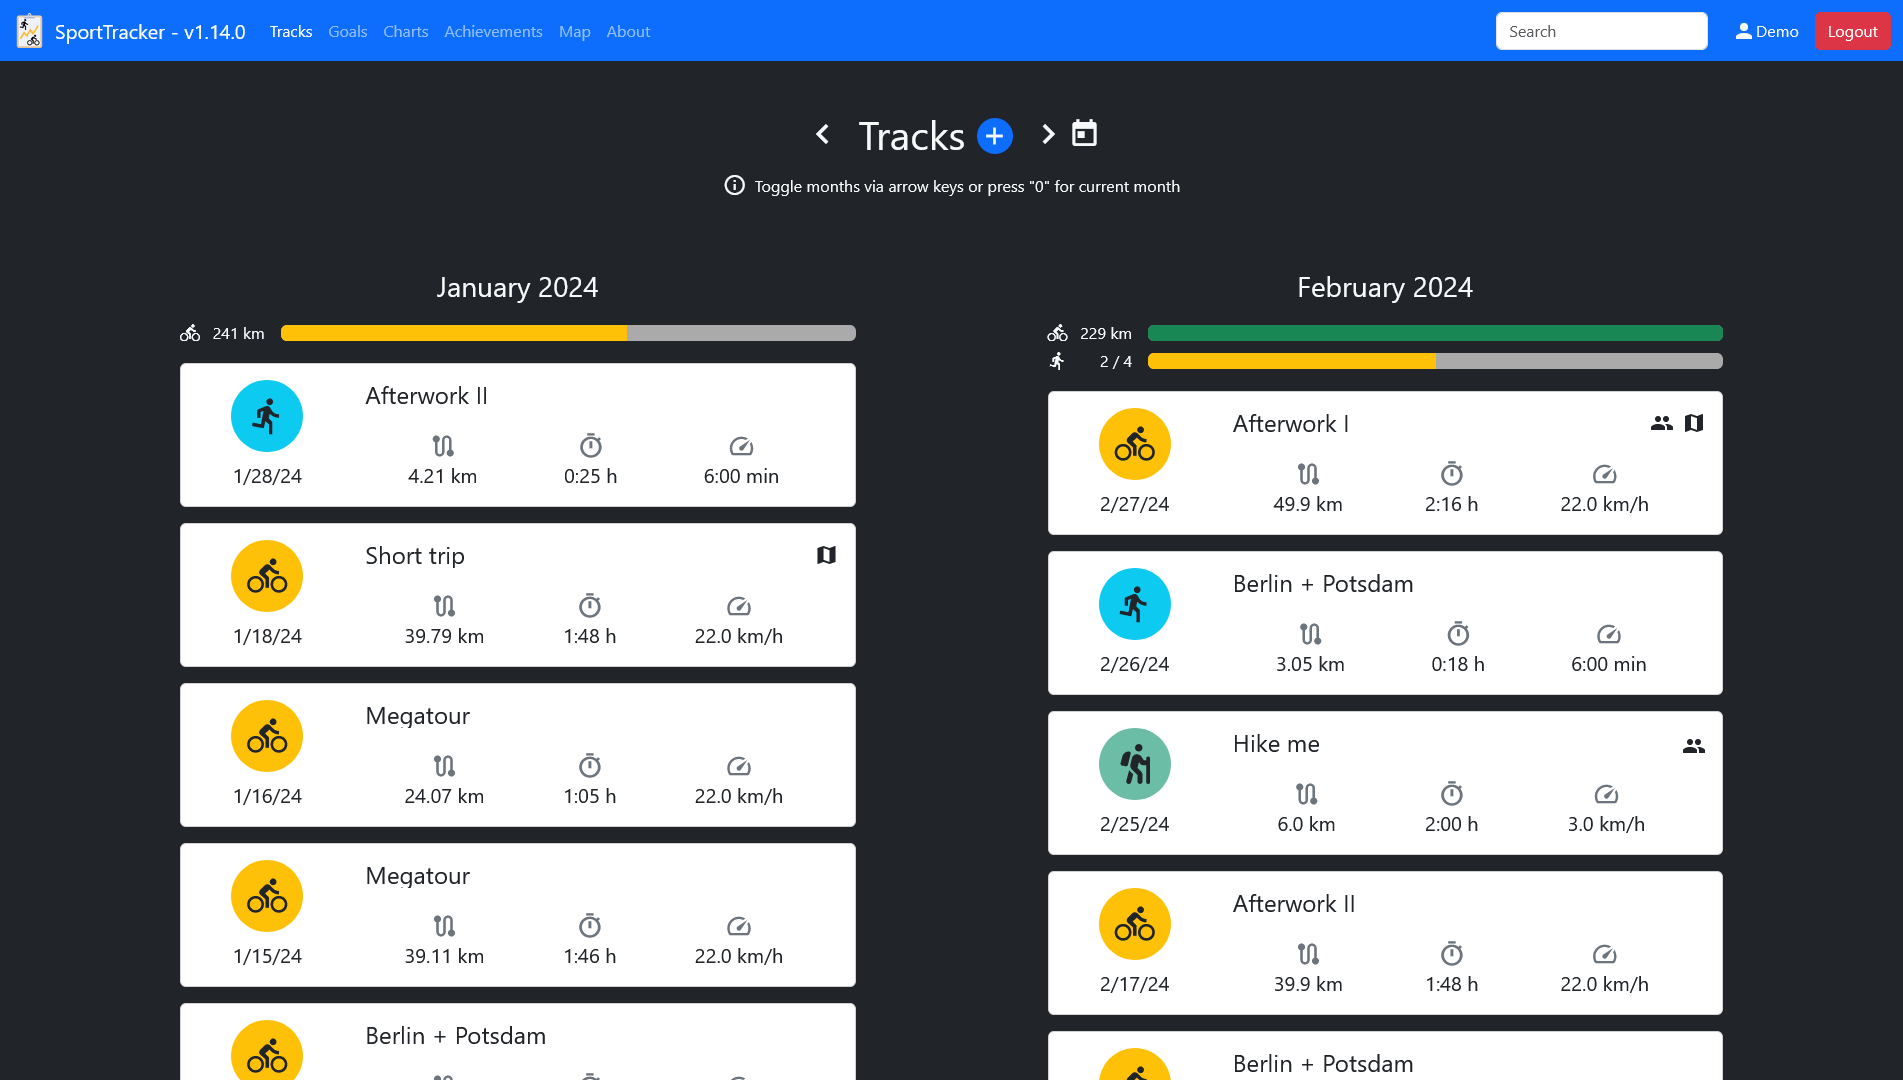 SportTracker - v1.14.0
Tracks
Goals
Charts
Achievements
Map
About
Search
Demo
Logout
Tracks
Toggle months via arrow keys or press "0" for current month
January 2024
241 km
Afterwork II
1/28/24
4.21 km
0:25 h
6:00 min
Short trip
1/18/24
39.79 km
1:48 h
22.0 km/h
Megatour
1/16/24
24.07 km
1:05 h
22.0 km/h
Megatour
1/15/24
39.11 km
1:46 h
22.0 km/h
Berlin + Potsdam
February 2024
229 km
2 / 4
Afterwork I
2/27/24
49.9 km
2:16 h
22.0 km/h
Berlin + Potsdam
2/26/24
3.05 km
0:18 h
6:00 min
Hike me
2/25/24
6.0 km
2:00 h
3.0 km/h
Afterwork II
2/17/24
39.9 km
1:48 h
22.0 km/h
Berlin + Potsdam